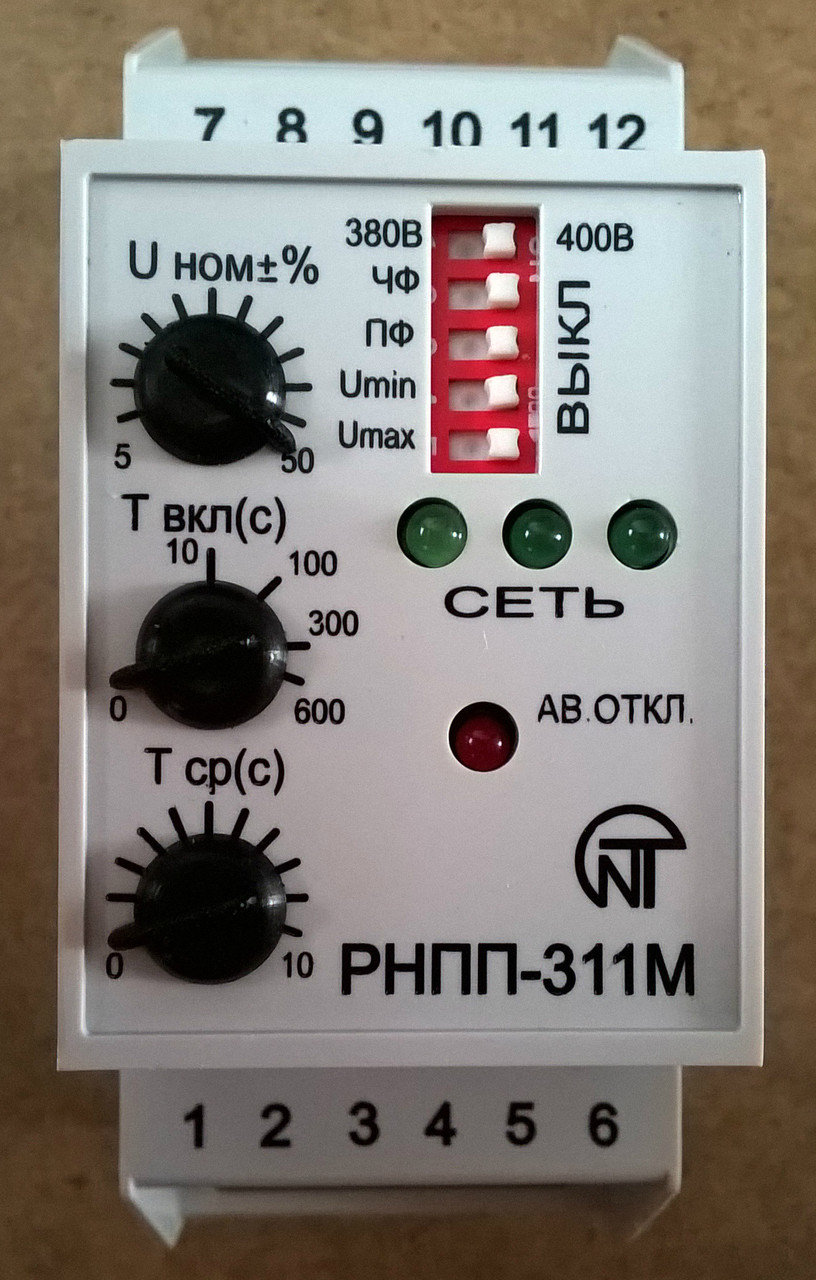 7 8 9 10 11 12
U ном±%
5 50
380В 400В
ЧФ
ПФ
Umin
Umax
ВЫКЛ
Т вкл(с)
0 10 100 300 600
СЕТЬ
АВ.ОТКЛ.
Т ср(с)
0 10
NT
РНПП-311М
1 2 3 4 5 6